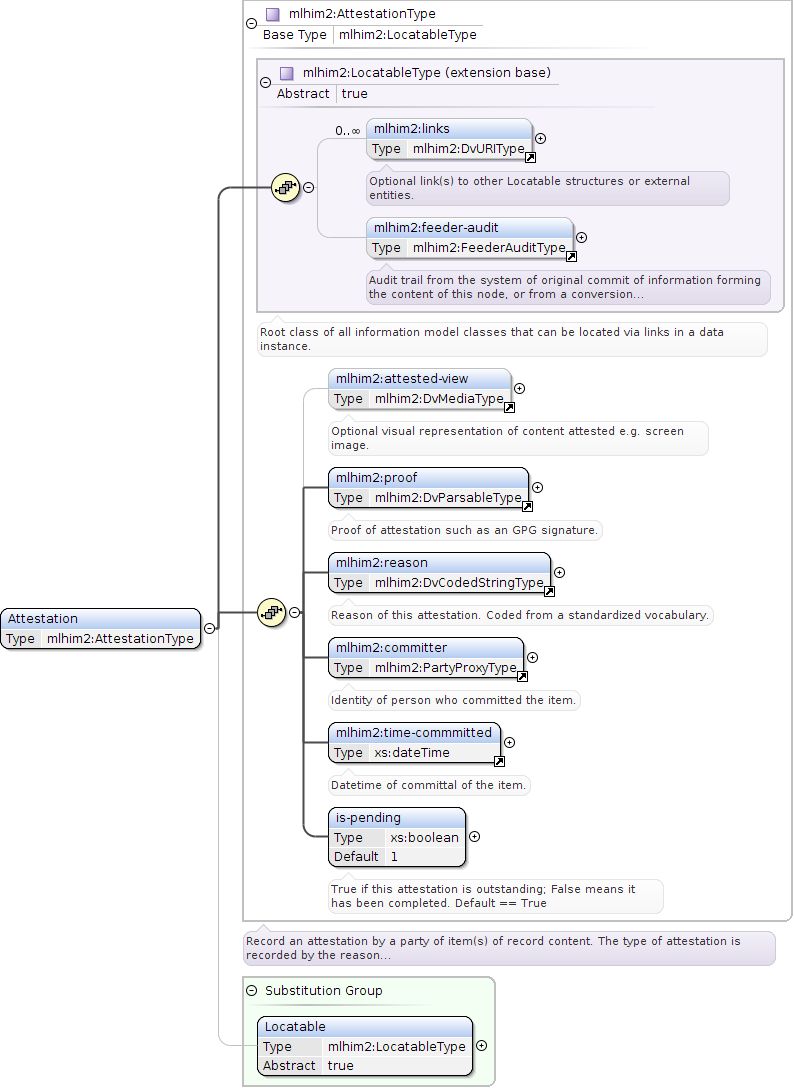 mlhim2:AttestationType
Base Type mlhim2:LocatableType
mlhim2:LocatableType (extension base)
Abstract true
0..∞
mlhim2:links
Type mlhim2:DvURIType
Optional link(s) to other Locatable structures or external
entities.
mlhim2:feeder-audit
Type mlhim2:FeederAuditType
Audit trail from the system of original commit of information forming
the content of this node, or from a conversion...
Root class of all information model classes that can be located via links in a data
instance.
mlhim2:attested-view
Type mlhim2:DvMediaType
Optional visual representation of content attested e.g. screen
image.
mlhim2:proof
Type mlhim2:DvParsableType
Proof of attestation such as an GPG signature.
mlhim2:reason
Type mlhim2:DvCodedStringType
Reason of this attestation. Coded from a standardized vocabulary.
Attestation
Type mlhim2:AttestationType
mlhim2:committer
Type mlhim2:PartyProxyType
Identity of person who committed the item.
mlhim2:time-commmitted
Type xs:dateTime
Datetime of committal of the item.
is-pending
Type xs:boolean
Default 1
True if this attestation is outstanding; False means it
has been completed. Default == True
Record an attestation by a party of item(s) of record content. The type of attestation is
recorded by the reason...
Substitution Group
Locatable
Type mlhim2:LocatableType
Abstract true